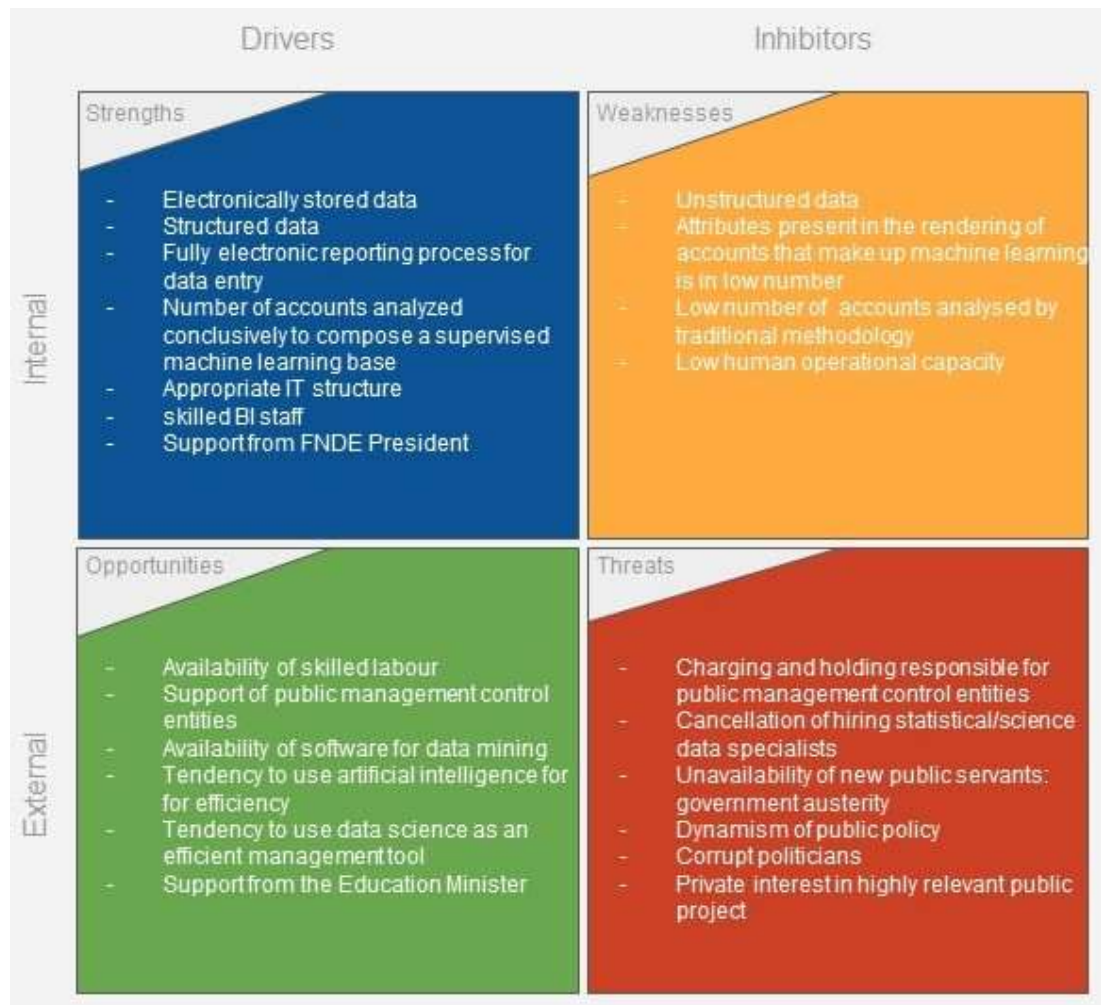 Drivers
Inhibitors
Internal
Strengths
- Electronically stored data
- Structured data
- Fully electronic reporting process for
data entry
- Number of accounts analyzed
conclusively to compose a supervised
machine learning base
- Appropriate IT structure
- skilled BI staff
- Support from FNDE President
Weaknesses
- Unstructured data
- Attributes present in the rendering of
accounts that make up machine learning
is in low number
- Low number of accounts analysed by
traditional methodology
- Low human operational capacity
External
Opportunities
- Availability of skilled labour
- Support of public management control
entities
- Availability of software for data mining
- Tendency to use artificial intelligence for
for efficiency
- Tendency to use data science as an
efficient management tool
- Support from the Education Minister
Threats
- Charging and holding responsible for
public management control entities
- Cancellation of hiring statistical/science
data specialists
- Unavailability of new public servants:
government austerity
- Dynamism of public policy
- Corrupt politicians
- Private interest in highly relevant public
project